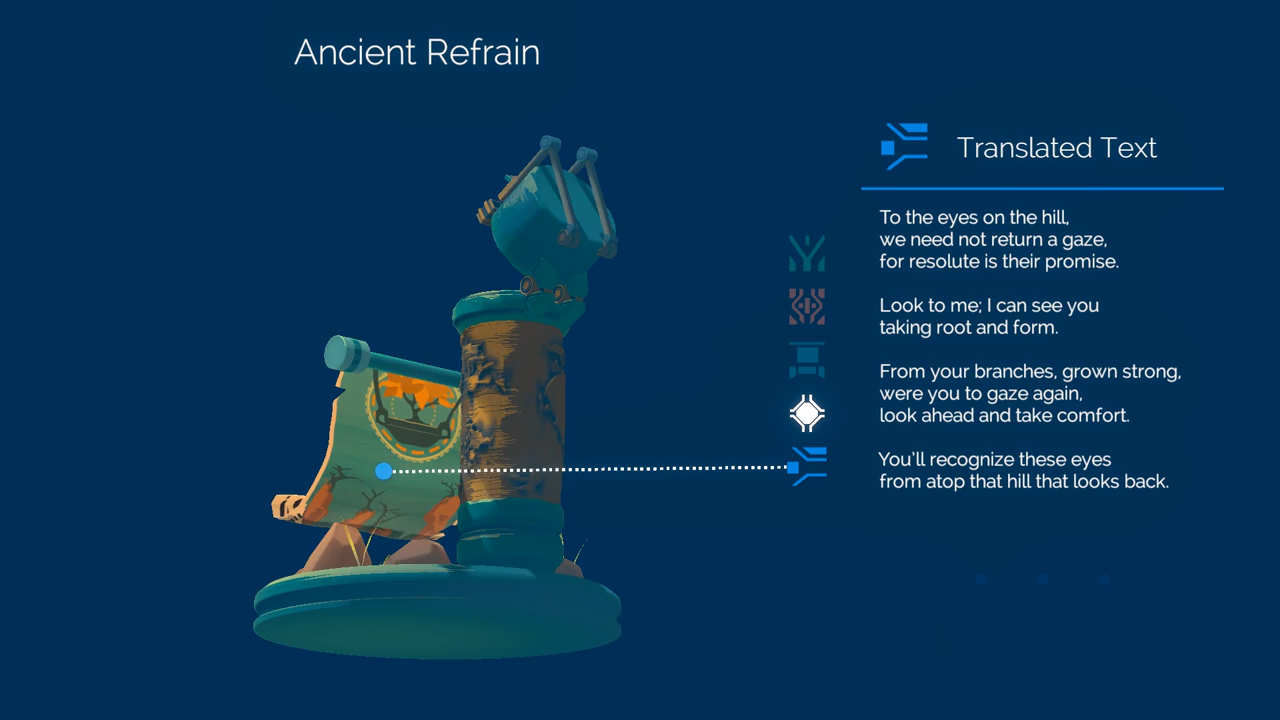 Ancient Refrain
Translated Text
To the eyes on the hill,
we need not return a gaze,
for resolute is their promise.
Look to me; I can see you
taking root and form.
From your branches, grown strong,
were you to gaze again,
look ahead and take comfort.
You'll recognize these eyes
from atop that hill that looks back.